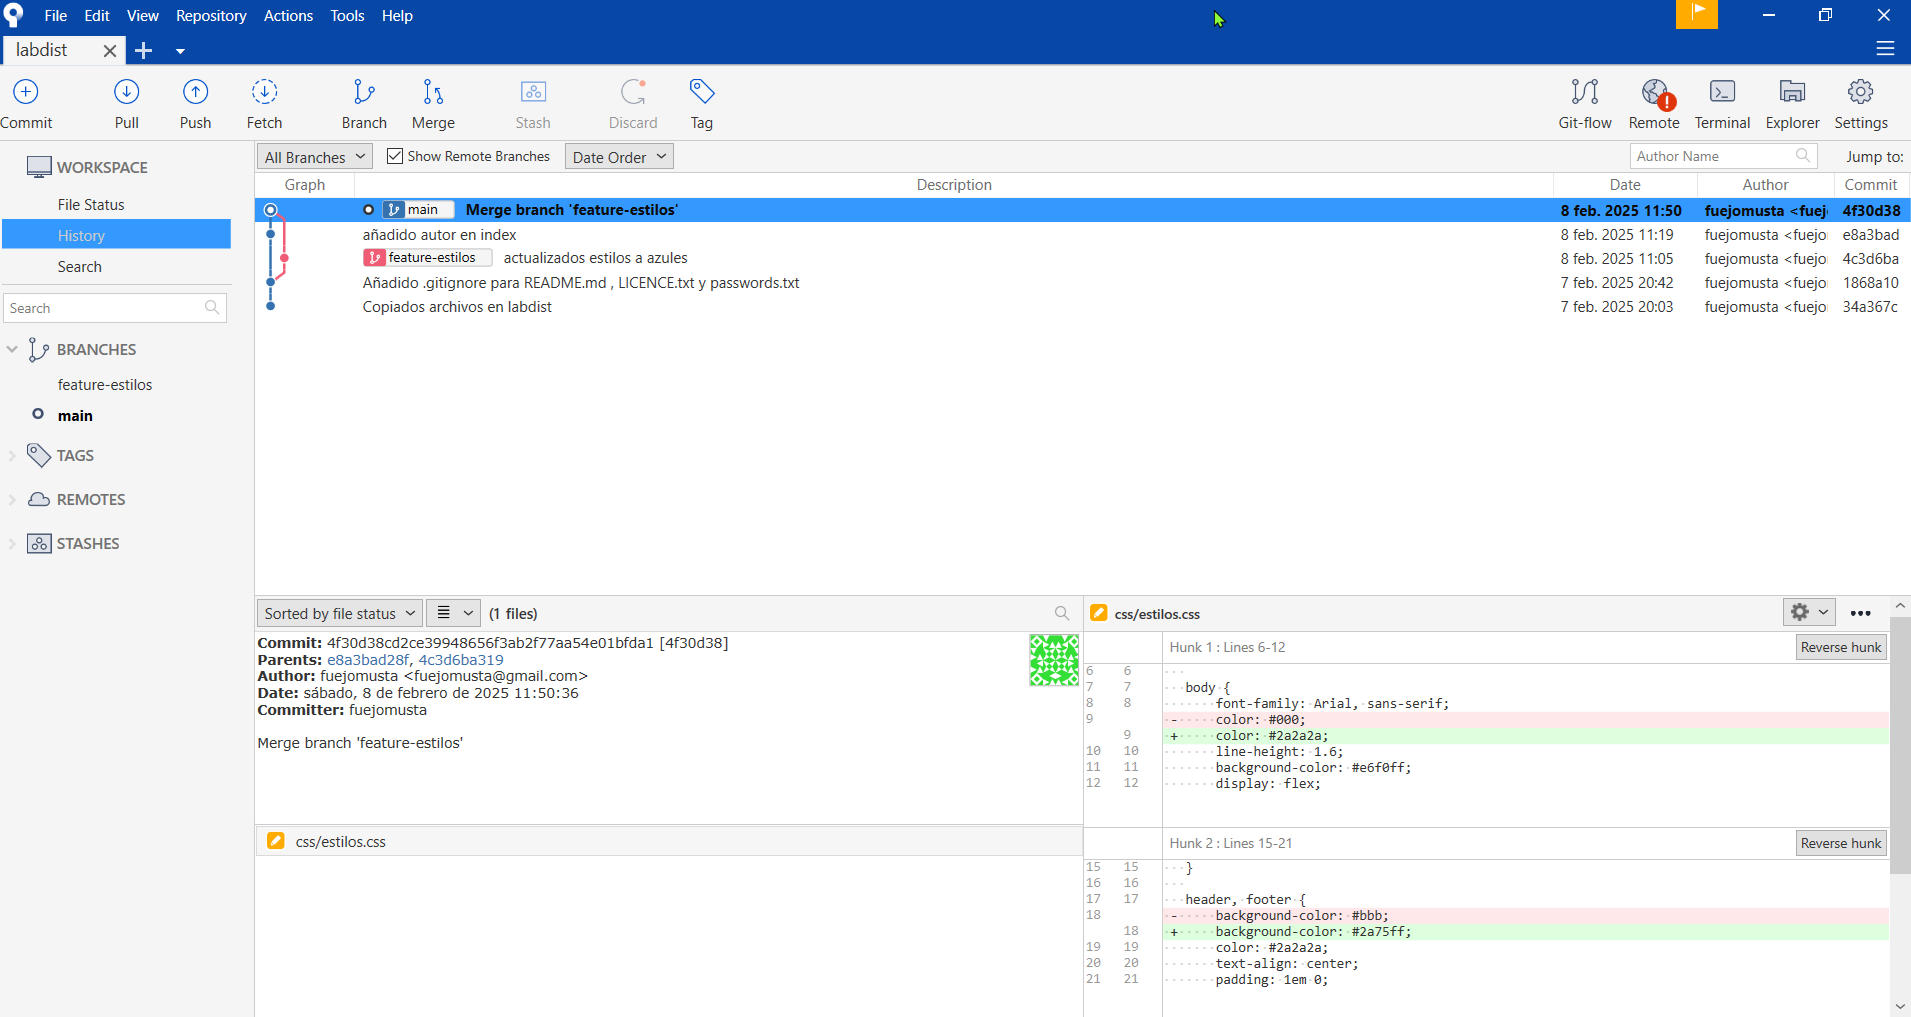 File Edit View Repository Actions Tools Help
labdist
Commit Pull Push Fetch Branch Merge Stash Discard Tag Git-flow Remote Terminal Explorer Settings
WORKSPACE
File Status
History
Search
Search
BRANCHES
feature-estilos
main
TAGS
REMOTES
STASHES
All Branches Show Remote Branches Date Order Author Name Jump to:
Graph Description Date Author Commit
main Merge branch 'feature-estilos' 8 feb. 2025 11:50 fuejomusta <fuej 4f30d38
añadido autor en index 8 feb. 2025 11:19 fuejomusta <fuejo e8a3bad
feature-estilos actualizados estilos a azules 8 feb. 2025 11:05 fuejomusta <fuejo 4c3d6ba
Añadido .gitignore para README.md , LICENCE.txt y passwords.txt 7 feb. 2025 20:42 fuejomusta <fuejo 1868a10
Copiados archivos en labdist 7 feb. 2025 20:03 fuejomusta <fuejo 34a367c
Sorted by file status (1 files)
Commit: 4f30d38cd2ce39948656f3ab2f77aa54e01bfda1 [4f30d38]
Parents: e8a3bad28f, 4c3d6ba319
Author: fuejomusta <fuejomusta@gmail.com>
Date: sábado, 8 de febrero de 2025 11:50:36
Committer: fuejomusta
Merge branch 'feature-estilos'
css/estilos.css
css/estilos.css
Hunk 1 : Lines 6-12 Reverse hunk
6 6
7 7 body {
8 8 font-family: Arial, sans-serif;
9 - color: #000;
9 + color: #2a2a2a;
10 10 line-height: 1.6;
11 11 background-color: #e6f0ff;
12 12 display: flex;
Hunk 2 : Lines 15-21 Reverse hunk
15 15 }
16 16
17 17 header, footer {
18 - background-color: #bbb;
18 + background-color: #2a75ff;
19 19 color: #2a2a2a;
20 20 text-align: center;
21 21 padding: 1em 0;